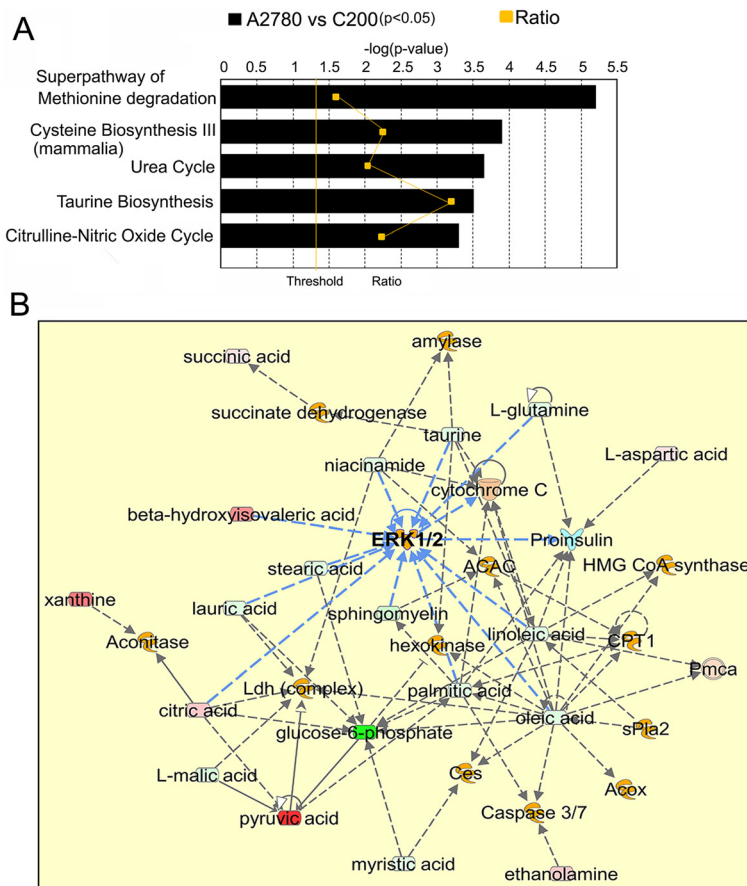 A
A2780 vs C200(p<0.05)
Ratio
-log(p-value)
0 0.5 1 1.5 2 2.5 3 3.5 4 4.5 5 5.5
Superpathway of
Methionine degradation
Cysteine Biosynthesis III
(mammalia)
Urea Cycle
Taurine Biosynthesis
Citrulline-Nitric Oxide Cycle
Threshold Ratio
B
amylase
succinic acid
succinate dehydrogenase
L-glutamine
taurine
L-aspartic acid
niacinamide
cytochrome C
beta-hydroxyisovaleric acid
ERK1/2
Proinsulin
stearic acid
ACAC
HMG CoA synthase
xanthine
lauric acid
sphingomyelin
Aconitase
hexokinase
linoleic acid
CPT1
Pmca
Ldh (complex)
palmitic acid
citric acid
oleic acid
glucose-6-phosphate
sPla2
L-malic acid
Ces
Acox
pyruvic acid
Caspase 3/7
myristic acid
ethanolamine